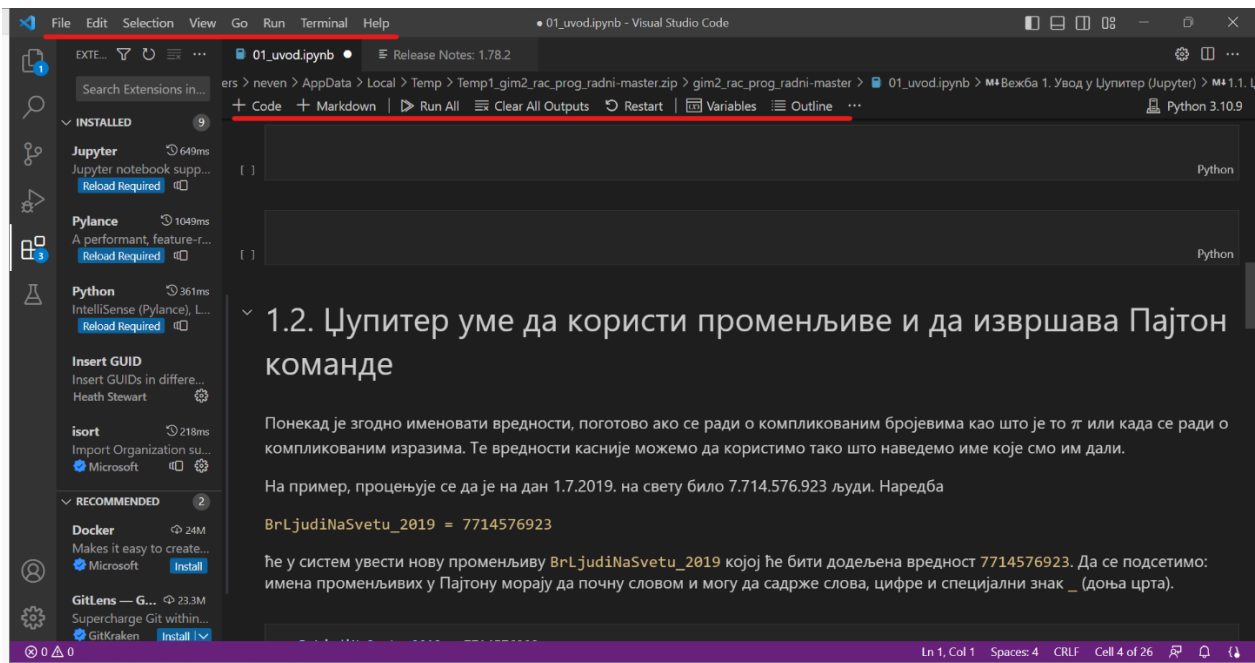 File Edit Selection View Go Run Terminal Help
● 01_uvod.ipynb - Visual Studio Code
EXTE...
01_uvod.ipynb ●
Release Notes: 1.78.2
Search Extensions in...
ers > neven > AppData > Local > Temp > Temp1_gim2_rac_prog_radni-master.zip > gim2_rac_prog_radni-master > 01_uvod.ipynb > M↓Вежба 1. Увод у Џупитер (Jupyter) > M↓1.1. Џ
+ Code + Markdown | Run All Clear All Outputs Restart | Variables Outline ...
Python 3.10.9
INSTALLED 9
Jupyter 649ms
Jupyter notebook supp...
Reload Required
Pylance 1049ms
A performant, feature-r...
Reload Required
Python 361ms
IntelliSense (Pylance), L...
Reload Required
Insert GUID
Insert GUIDs in differe...
Heath Stewart
isort 218ms
Import Organization su...
Microsoft
RECOMMENDED 2
Docker 24M
Makes it easy to create...
Microsoft Install
GitLens — G... 23.3M
Supercharge Git within...
GitKraken Install
1
3
[ ]
Python
[ ]
Python
1.2. Џупитер уме да користи променљиве и да извршава Пајтон
команде
Понекад је згодно именовати вредности, поготово ако се ради о компликованим бројевима као што је то π или када се ради о
компликованим изразима. Те вредности касније можемо да користимо тако што наведемо име које смо им дали.
На пример, процењује се да је на дан 1.7.2019. на свету било 7.714.576.923 људи. Наредба
BrLjudiNaSvetu_2019 = 7714576923
ће у систем увести нову променљиву BrLjudiNaSvetu_2019 којој ће бити додељена вредност 7714576923. Да се подсетимо:
имена променљивих у Пајтону морају да почну словом и могу да садрже слова, цифре и специјални знак _ (доња црта).
0 0
Ln 1, Col 1 Spaces: 4 CRLF Cell 4 of 26